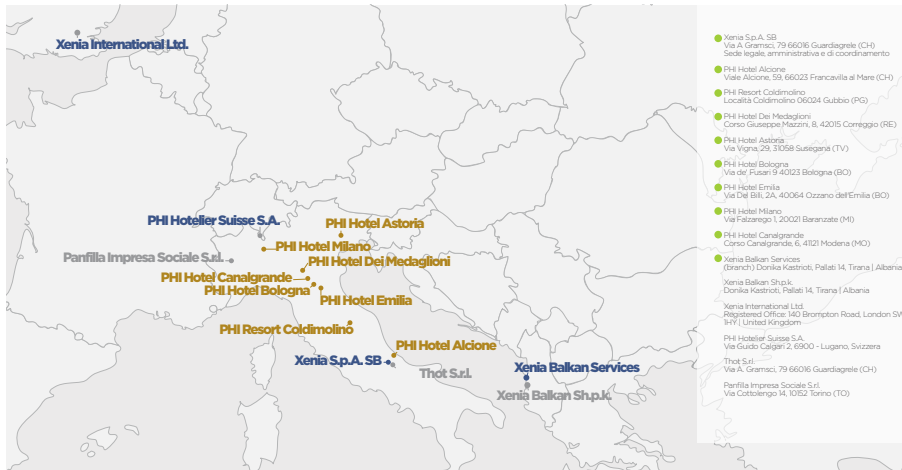 Xenia International Ltd.
PHI Hotelier Suisse S.A.
PHI Hotel Astoria
PHI Hotel Milano
Panfilla Impresa Sociale S.r.l.
PHI Hotel Dei Medaglioni
PHI Hotel Canalgrande
PHI Hotel Bologna
PHI Hotel Emilia
PHI Resort Coldimolino
PHI Hotel Alcione
Xenia S.p.A. SB
Thot S.r.l.
Xenia Balkan Services
Xenia Balkan Sh.p.k.
Xenia S.p.A. SB
Via A. Gramsci, 79 66016 Guardiagrele (CH)
Sede legale, amministrativa e di coordinamento
PHI Hotel Alcione
Viale Alcione, 59, 66023 Francavilla al Mare (CH)
PHI Resort Coldimolino
Località Coldimolino 06024 Gubbio (PG)
PHI Hotel Dei Medaglioni
Corso Giuseppe Mazzini, 8, 42015 Correggio (RE)
PHI Hotel Astoria
Via Vigna, 29, 31058 Susegana (TV)
PHI Hotel Bologna
Via de' Fusari 9 40123 Bologna (BO)
PHI Hotel Emilia
Via Del Billi, 2A, 40064 Ozzano dell'Emilia (BO)
PHI Hotel Milano
Via Falzarego 1, 20021 Baranzate (MI)
PHI Hotel Canalgrande
Corso Canalgrande, 6, 41121 Modena (MO)
Xenia Balkan Services
(branch) Donika Kastrioti, Pallati 14, Tirana | Albania
Xenia Balkan Sh.p.k.
Donika Kastrioti, Pallati 14, Tirana | Albania
Xenia International Ltd.
Registered Office: 140 Brompton Road, London SW
1HY | United Kingdom
PHI Hotelier Suisse S.A.
Via Guido Calgari 2, 6900 - Lugano, Svizzera
Thot S.r.l.
Via A. Gramsci, 79 66016 Guardiagrele (CH)
Panfilla Impresa Sociale S.r.l.
Via Cottolengo 14, 10152 Torino (TO)